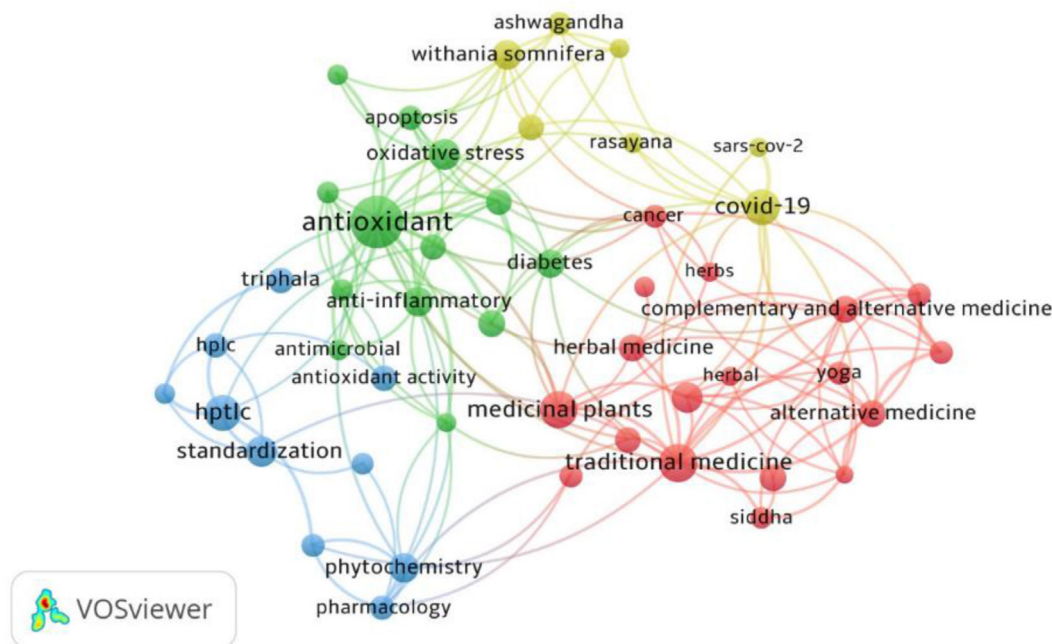 ashwagandha
withania somnifera
apoptosis
oxidative stress
rasayana
sars-cov-2
antioxidant
cancer
covid-19
triphala
diabetes
herbs
anti-inflammatory
complementary and alternative medicine
hplc
antimicrobial
herbal medicine
antioxidant activity
herbal
yoga
hptlc
medicinal plants
alternative medicine
standardization
traditional medicine
siddha
phytochemistry
pharmacology
VOSviewer